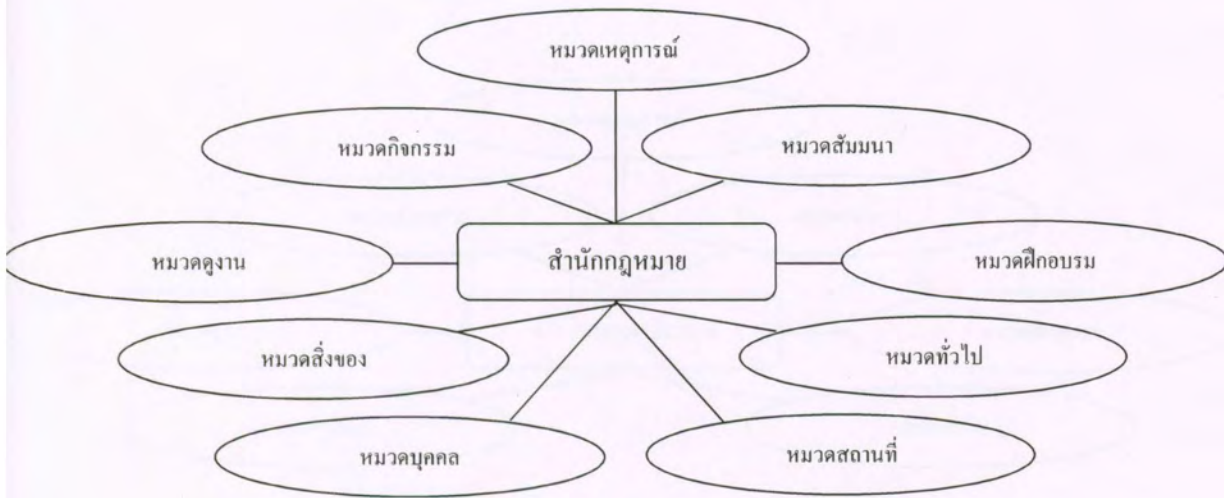 หมวดเหตุการณ์
หมวดกิจกรรม
หมวดสัมมนา
หมวดดูงาน
สำนักกฎหมาย
หมวดฝึกอบรม
หมวดสิ่งของ
หมวดทั่วไป
หมวดบุคคล
หมวดสถานที่